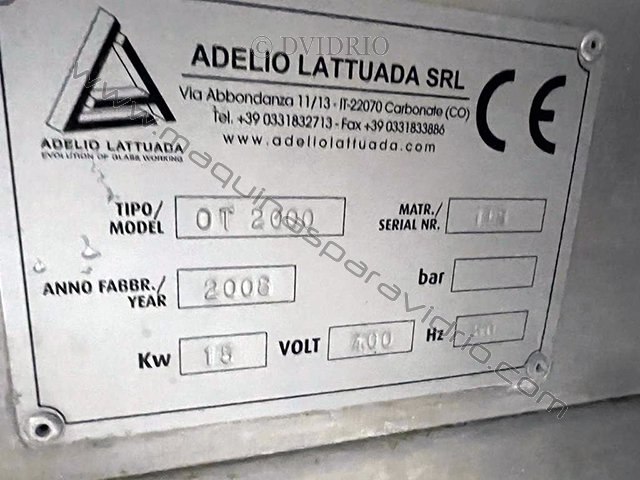 © DVIDRIO
ADELIO LATTUADA SRL
Via Abbondanza 11/13 - IT-22070 Carbonate (CO)
Tel. +39 0331832713 - Fax +39 0331833886
www.adeliolattuada.com
CE
ADELIO LATTUADA
EVOLUTION OF GLASS WORKING
TIPO/
MODEL
OT 2000
MATR./
SERIAL NR.
ANNO FABBR./
YEAR
bar
Kw
15
VOLT
400
Hz
www.maquinasparavidrio.com